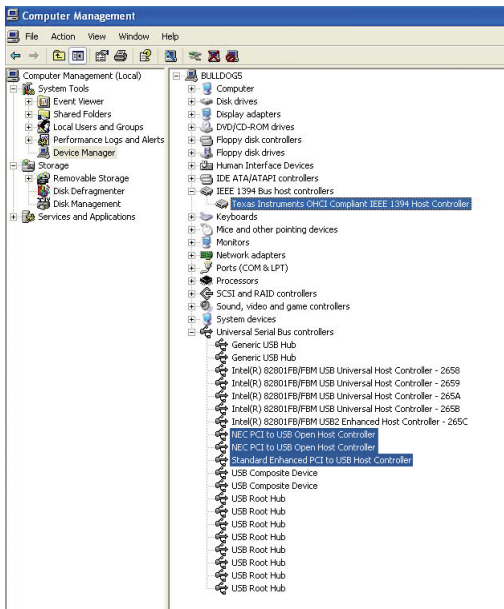 Computer Management
File Action View Window Help
Computer Management (Local)
System Tools
Event Viewer
Shared Folders
Local Users and Groups
Performance Logs and Alerts
Device Manager
Storage
Removable Storage
Disk Defragmenter
Disk Management
Services and Applications
BULLDOG5
Computer
Disk drives
Display adapters
DVD/CD-ROM drives
Floppy disk controllers
Floppy disk drives
Human Interface Devices
IDE ATA/ATAPI controllers
IEEE 1394 Bus host controllers
Texas Instruments OHCI Compliant IEEE 1394 Host Controller
Keyboards
Mice and other pointing devices
Monitors
Network adapters
Ports (COM & LPT)
Processors
SCSI and RAID controllers
Sound, video and game controllers
System devices
Universal Serial Bus controllers
Generic USB Hub
Generic USB Hub
Intel(R) 82801FB/FBM USB Universal Host Controller - 2658
Intel(R) 82801FB/FBM USB Universal Host Controller - 2659
Intel(R) 82801FB/FBM USB Universal Host Controller - 265A
Intel(R) 82801FB/FBM USB Universal Host Controller - 265B
Intel(R) 82801FB/FBM USB2 Enhanced Host Controller - 265C
NEC PCI to USB Open Host Controller
NEC PCI to USB Open Host Controller
Standard Enhanced PCI to USB Host Controller
USB Composite Device
USB Composite Device
USB Root Hub
USB Root Hub
USB Root Hub
USB Root Hub
USB Root Hub
USB Root Hub
USB Root Hub
USB Root Hub